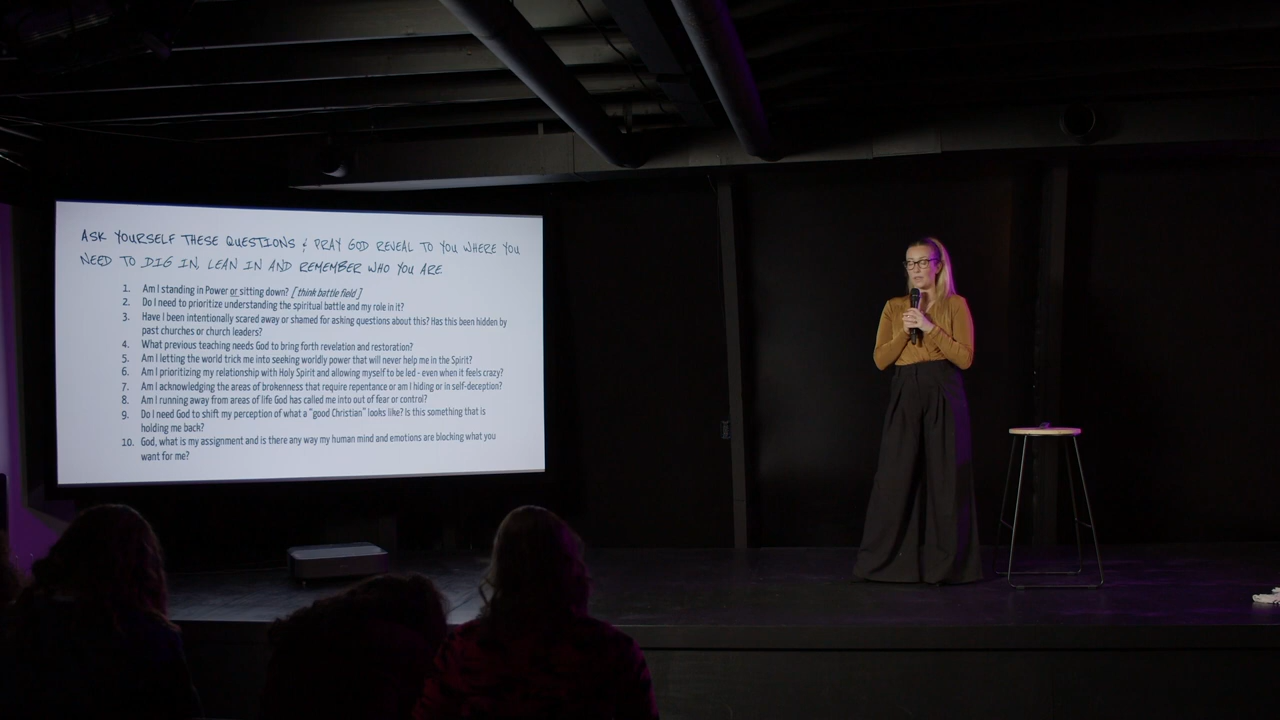 ASK YOURSELF THESE QUESTIONS & PRAY GOD REVEAL TO YOU WHERE YOU
NEED TO DIG IN, LEAN IN AND REMEMBER WHO YOU ARE
1. Am I standing in Power or sitting down? [think battle field]
2. Do I need to prioritize understanding the spiritual battle and my role in it?
3. Have I been intentionally scared away or shamed for asking questions about this? Has this been hidden by
past churches or church leaders?
4. What previous teaching needs God to bring forth revelation and restoration?
5. Am I letting the world trick me into seeking worldly power that will never help me in the Spirit?
6. Am I prioritizing my relationship with Holy Spirit and allowing myself to be led - even when it feels crazy?
7. Am I acknowledging the areas of brokenness that require repentance or am I hiding or in self-deception?
8. Am I running away from areas of life God has called me into out of fear or control?
9. Do I need God to shift my perception of what a "good Christian" looks like? Is this something that is
holding me back?
10. God, what is my assignment and is there any way my human mind and emotions are blocking what you
want for me?